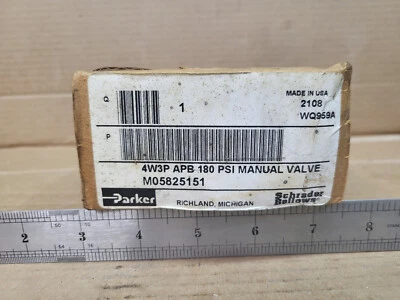 Q
1
MADE IN USA
2108
WQ959A
P
4W3P APB 180 PSI MANUAL VALVE
M05825151
Parker
RICHLAND, MICHIGAN
Schrader
Bellows
2 3 4 5 6 7 8